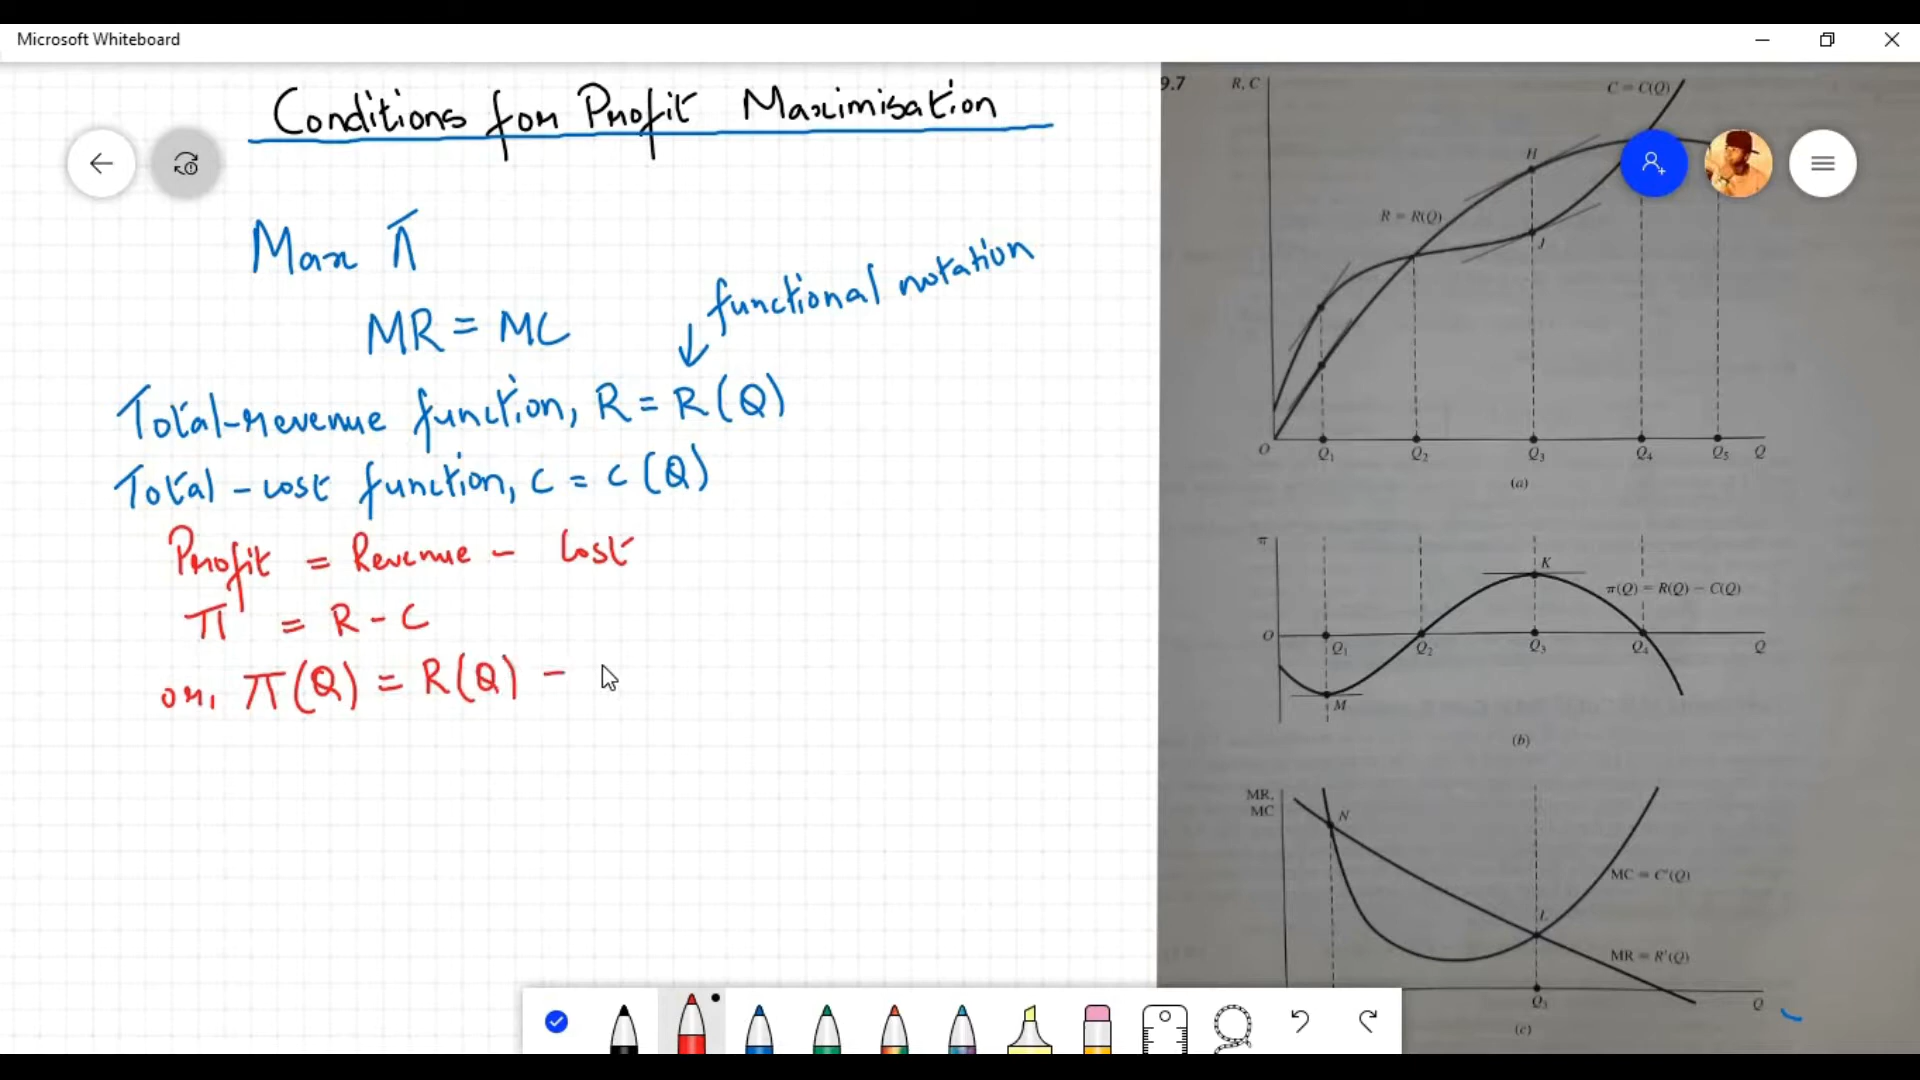 Microsoft Whiteboard
Conditions for Profit Maximisation
Max π
MR = MC
functional notation
Total-revenue function, R = R(Q)
Total-cost function, C = C(Q)
Profit = Revenue - Cost
π = R - C
or, π(Q) = R(Q) -
9.7
R, C
C = C(Q)
H
R = R(Q)
J
O Q₁ Q₂ Q₃ Q₄ Q₅ Q
(a)
π
K
π(Q) = R(Q) - C(Q)
O Q₁ Q₂ Q₃ Q₄ Q
M
(b)
MR,
MC
N
MC = C'(Q)
L
MR = R'(Q)
Q₃ Q
(c)